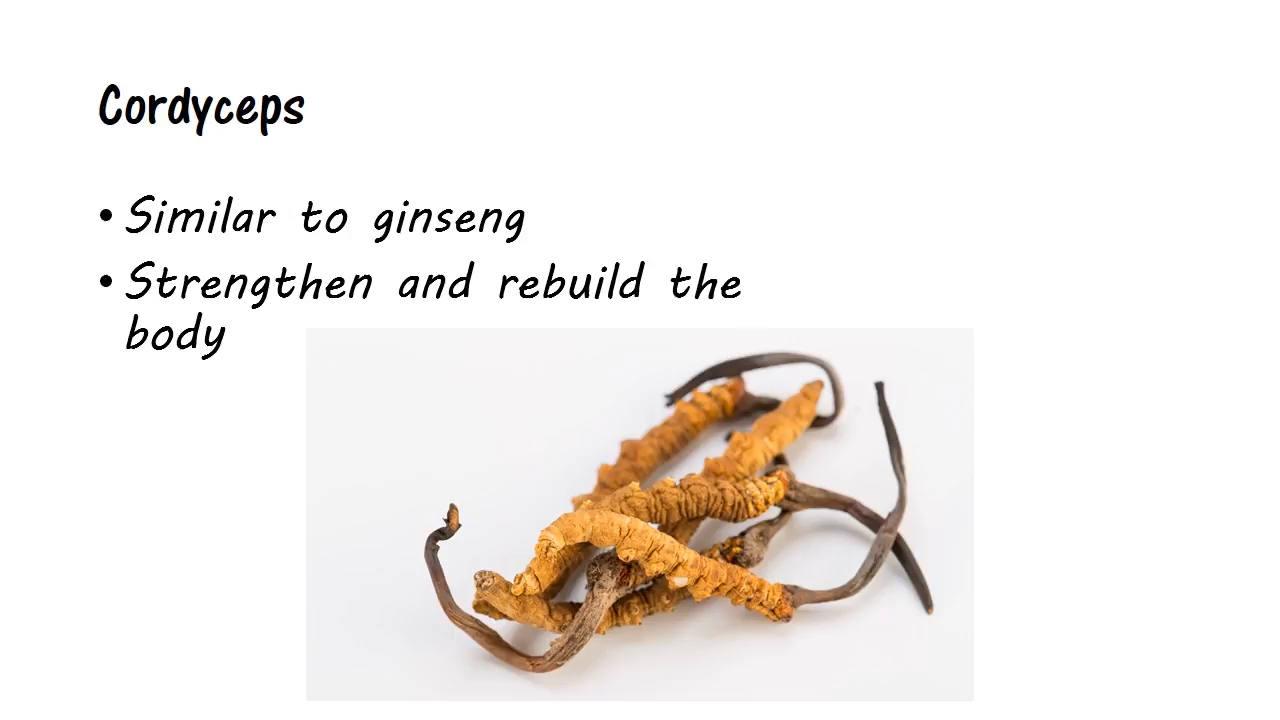 Cordyceps
• Similar to ginseng
• Strengthen and rebuild the
body